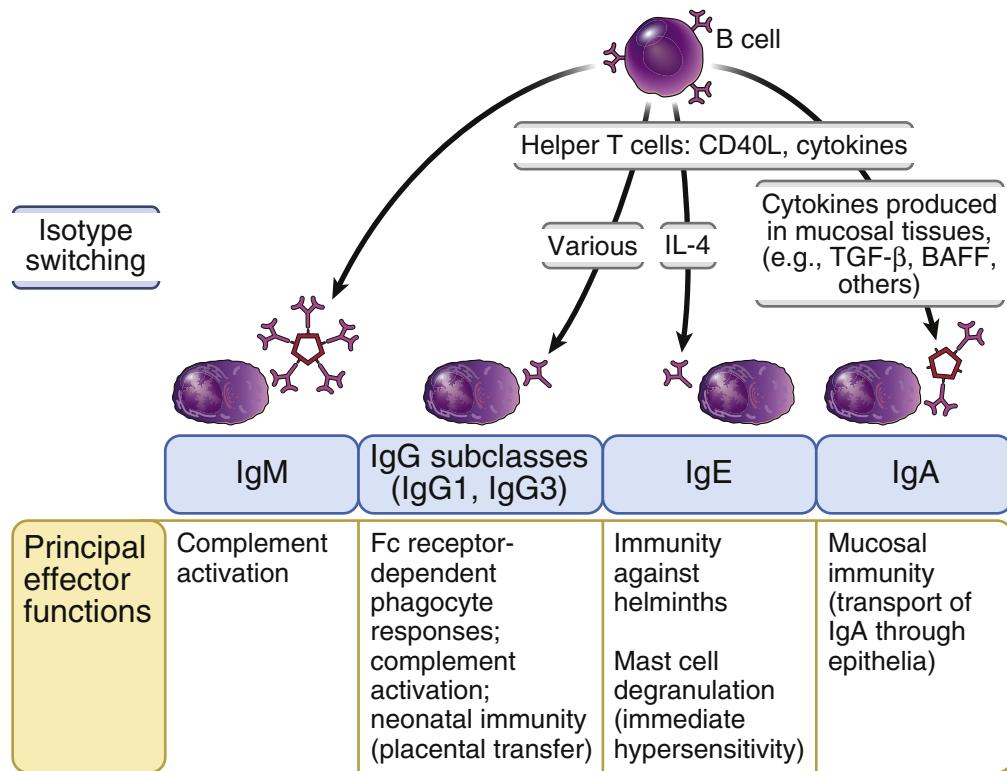 B cell
Helper T cells: CD40L, cytokines
Isotype
switching
Various
IL-4
Cytokines produced
in mucosal tissues,
(e.g., TGF-β, BAFF,
others)
IgM
IgG subclasses
(IgG1, IgG3)
IgE
IgA
Principal
effector
functions
Complement
activation
Fc receptor-
dependent
phagocyte
responses;
complement
activation;
neonatal immunity
(placental transfer)
Immunity
against
helminths
Mast cell
degranulation
(immediate
hypersensitivity)
Mucosal
immunity
(transport of
IgA through
epithelia)